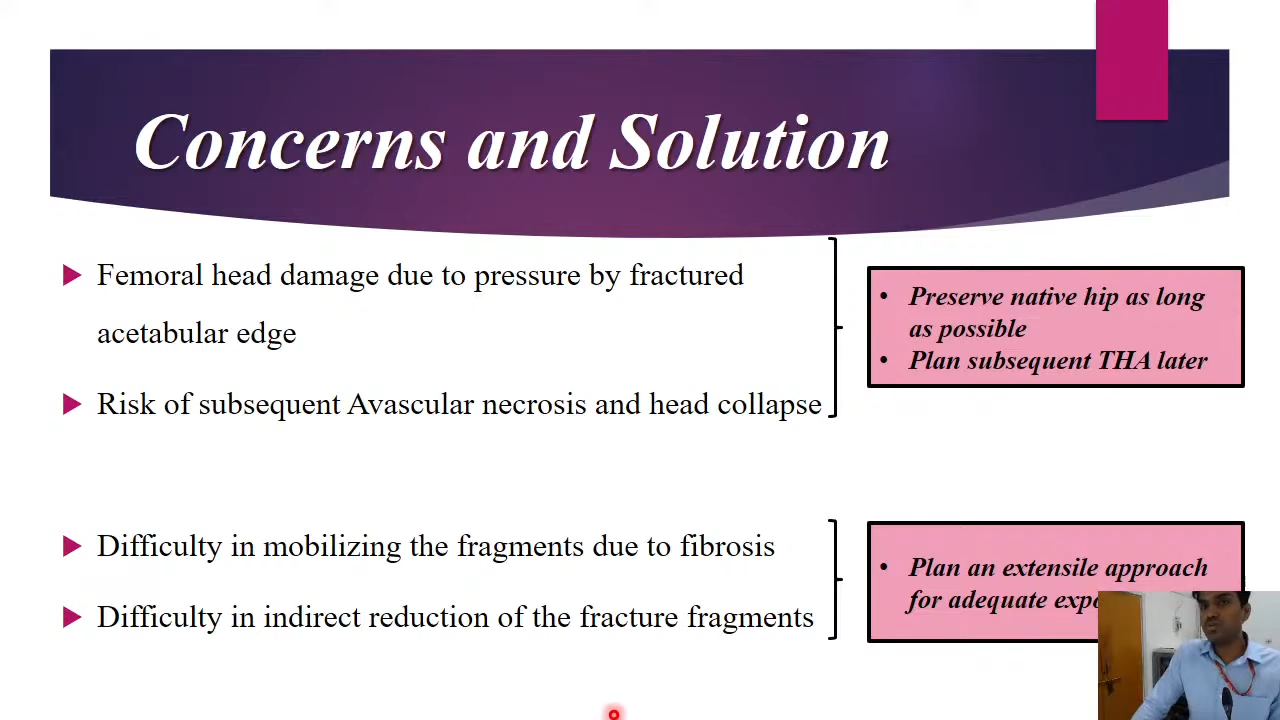 Concerns and Solution
Femoral head damage due to pressure by fractured
acetabular edge
Risk of subsequent Avascular necrosis and head collapse
Preserve native hip as long
as possible
Plan subsequent THA later
Difficulty in mobilizing the fragments due to fibrosis
Difficulty in indirect reduction of the fracture fragments
Plan an extensile approach
for adequate